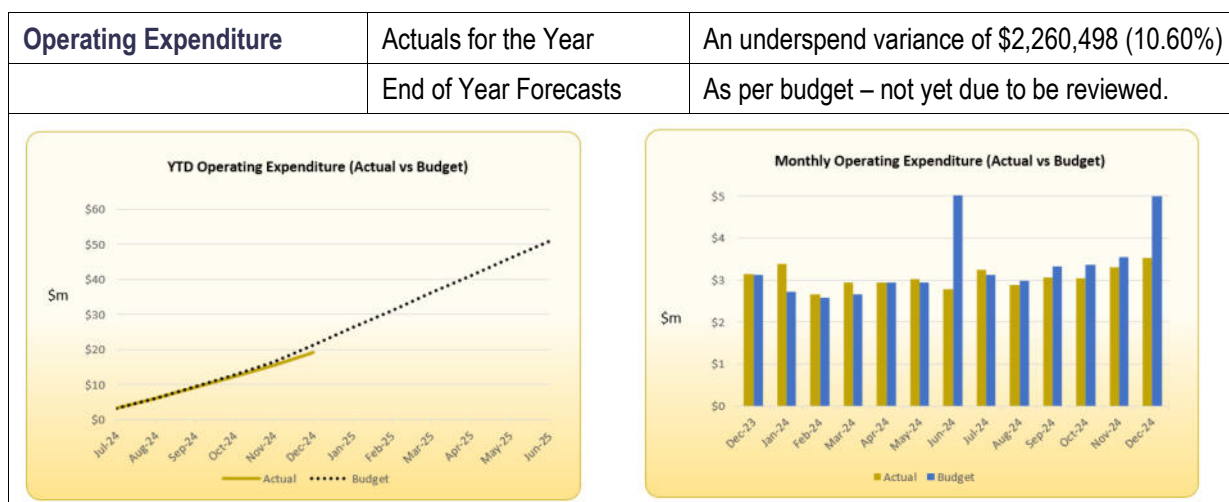 Operating Expenditure
Actuals for the Year
An underspend variance of $2,260,498 (10.60%)
End of Year Forecasts
As per budget – not yet due to be reviewed.
YTD Operating Expenditure (Actual vs Budget)
$60
$50
$40
$30
$20
$10
$0
$m
Jul-24
Aug-24
Sep-24
Oct-24
Nov-24
Dec-24
Jan-25
Feb-25
Mar-25
Apr-25
May-25
Jun-25
Actual
Budget
Monthly Operating Expenditure (Actual vs Budget)
$5
$4
$3
$2
$1
$0
$m
Dec-23
Jan-24
Feb-24
Mar-24
Apr-24
May-24
Jun-24
Jul-24
Aug-24
Sep-24
Oct-24
Nov-24
Dec-24
Actual
Budget